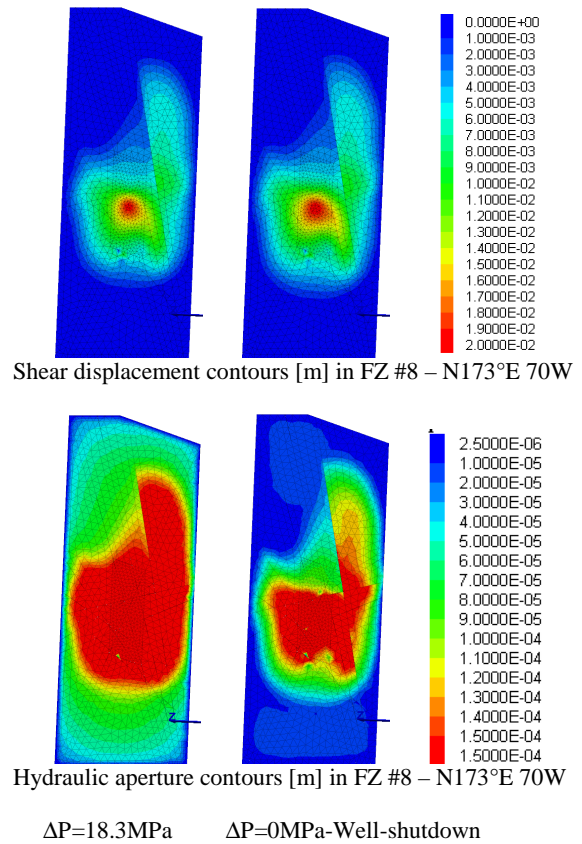 0.0000E+00
1.0000E-03
2.0000E-03
3.0000E-03
4.0000E-03
5.0000E-03
6.0000E-03
7.0000E-03
8.0000E-03
9.0000E-03
1.0000E-02
1.1000E-02
1.2000E-02
1.3000E-02
1.4000E-02
1.5000E-02
1.6000E-02
1.7000E-02
1.8000E-02
1.9000E-02
2.0000E-02
Shear displacement contours [m] in FZ #8 – N173°E 70W
2.5000E-06
1.0000E-05
2.0000E-05
3.0000E-05
4.0000E-05
5.0000E-05
6.0000E-05
7.0000E-05
8.0000E-05
9.0000E-05
1.0000E-04
1.1000E-04
1.2000E-04
1.3000E-04
1.4000E-04
1.5000E-04
1.5000E-04
Z
Z
Hydraulic aperture contours [m] in FZ #8 – N173°E 70W
ΔP=18.3MPa ΔP=0MPa-Well-shutdown